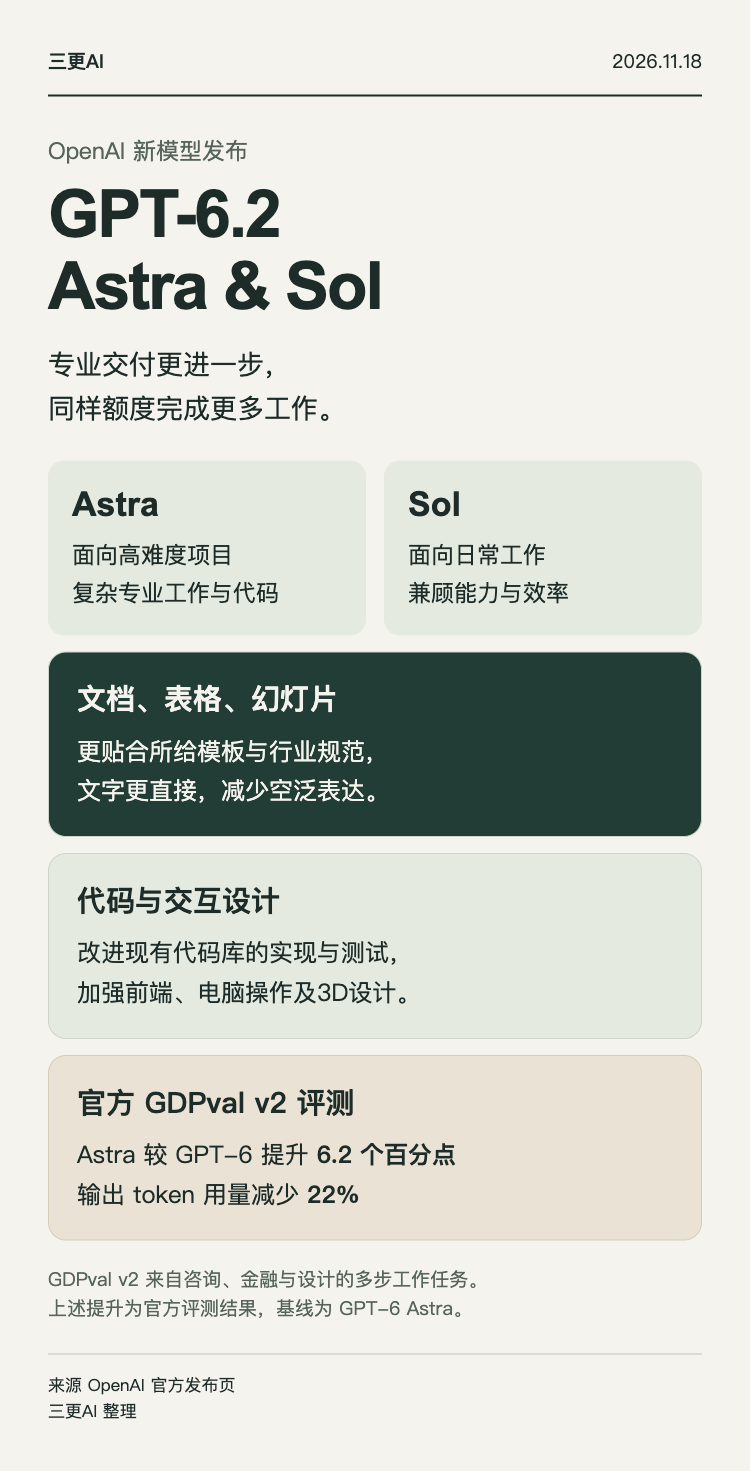 三更AI
2026.11.18
OpenAI 新模型发布
GPT-6.2
Astra & Sol
专业交付更进一步，
同样额度完成更多工作。
Astra
面向高难度项目
复杂专业工作与代码
Sol
面向日常工作
兼顾能力与效率
文档、表格、幻灯片
更贴合所给模板与行业规范，
文字更直接，减少空泛表达。
代码与交互设计
改进现有代码库的实现与测试，
加强前端、电脑操作及3D设计。
官方 GDPval v2 评测
Astra 较 GPT-6 提升 6.2 个百分点
输出 token 用量减少 22%
GDPval v2 来自咨询、金融与设计的多步工作任务。
上述提升为官方评测结果，基线为 GPT-6 Astra。
来源 OpenAI 官方发布页
三更AI 整理